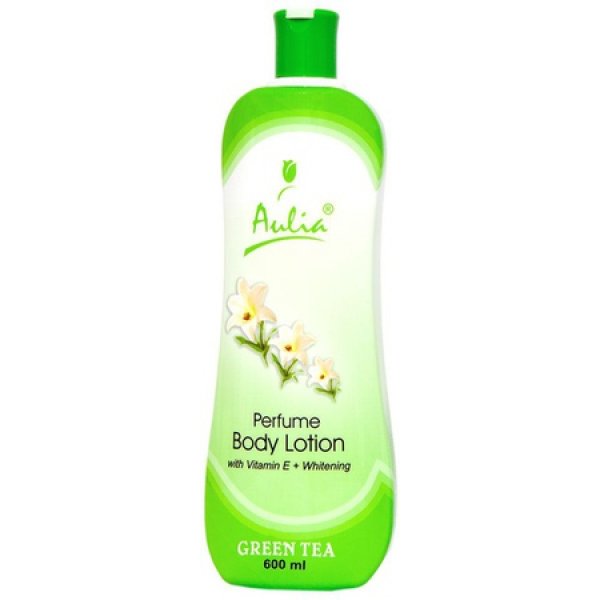 Aulia®
Perfume
Body Lotion
with Vitamin E + Whitening
GREEN TEA
600 ml